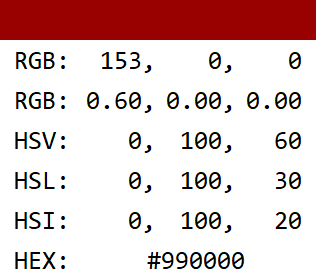 RGB: 153, 0, 0
RGB: 0.60, 0.00, 0.00
HSV: 0, 100, 60
HSL: 0, 100, 30
HSI: 0, 100, 20
HEX: #990000